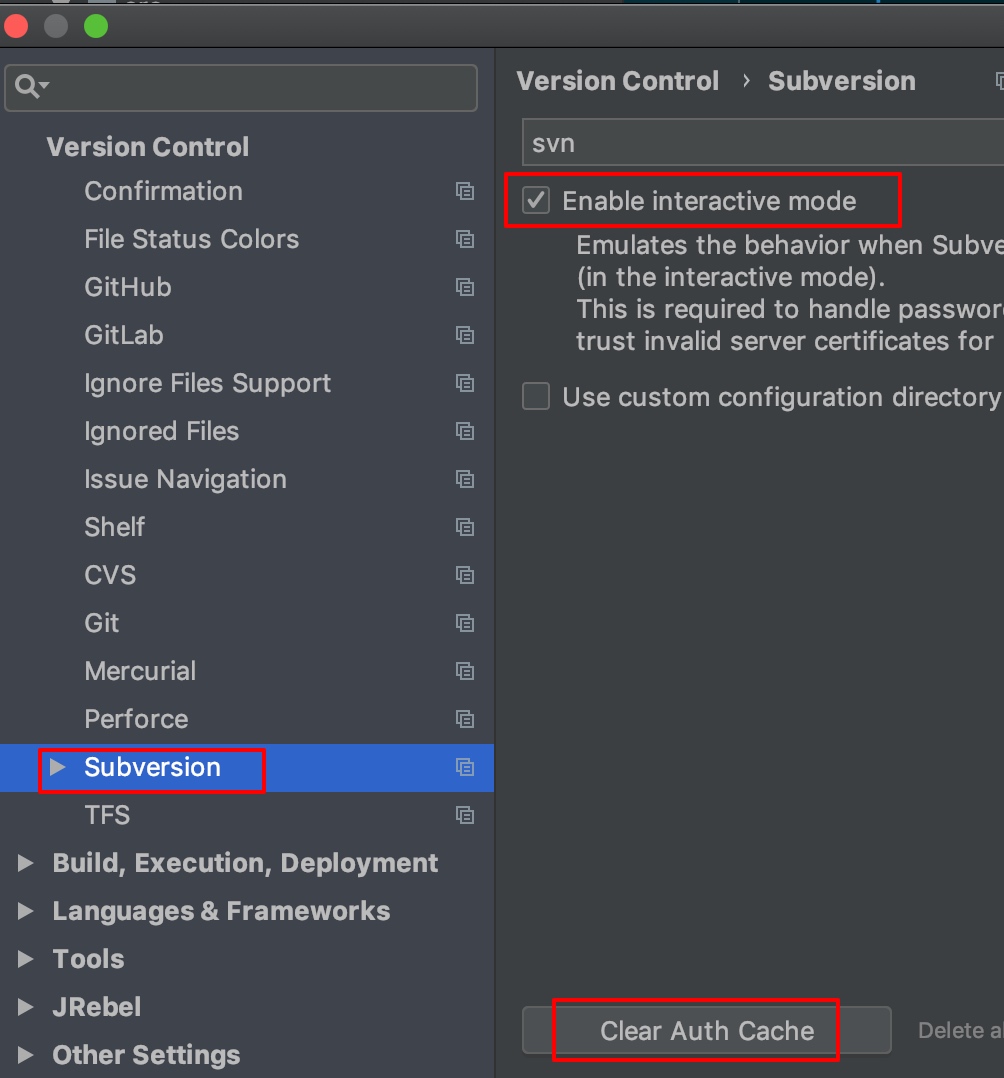 Version Control
Confirmation
File Status Colors
GitHub
GitLab
Ignore Files Support
Ignored Files
Issue Navigation
Shelf
CVS
Git
Mercurial
Perforce
Subversion
TFS
Build, Execution, Deployment
Languages & Frameworks
Tools
JRebel
Other Settings
Version Control › Subversion
svn
Enable interactive mode
Emulates the behavior when Subve
(in the interactive mode).
This is required to handle passwor
trust invalid server certificates for
Use custom configuration directory
Clear Auth Cache
Delete al